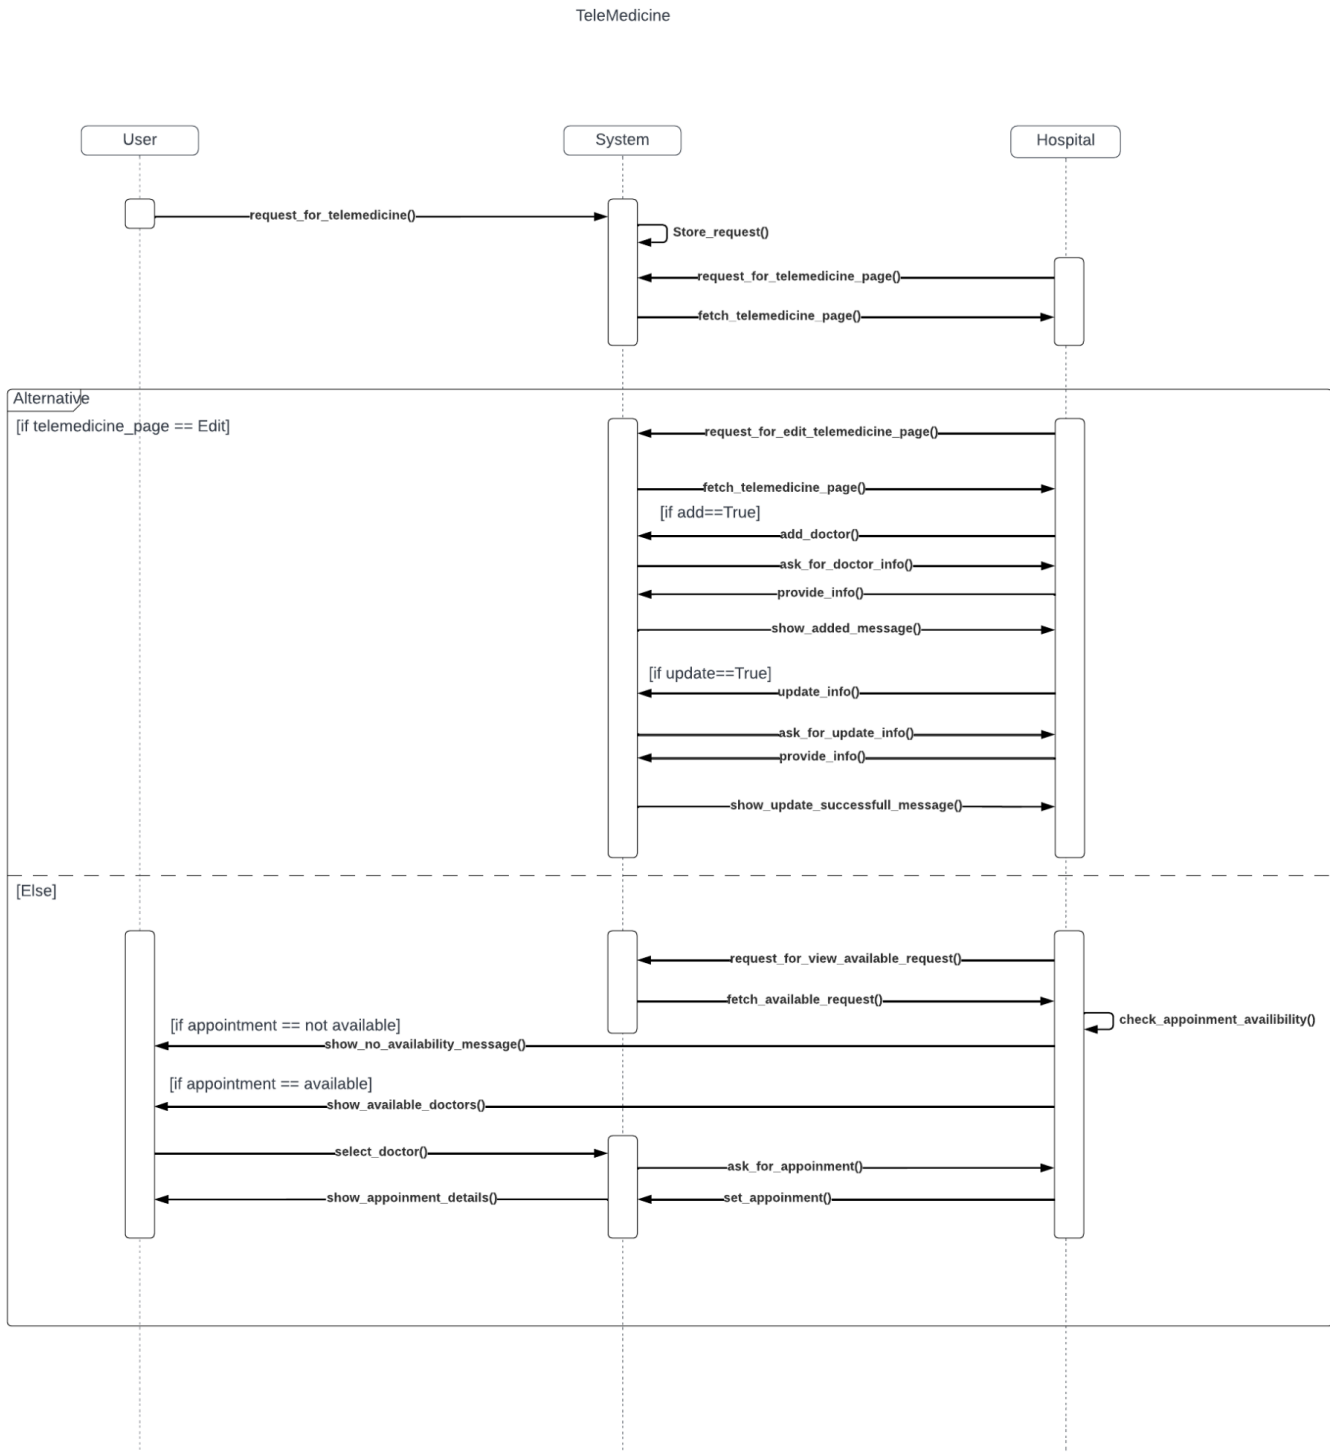 TeleMedicine
User
System
Hospital
request_for_telemedicine()
Store_request()
request_for_telemedicine_page()
fetch_telemedicine_page()
Alternative
[if telemedicine_page == Edit]
request_for_edit_telemedicine_page()
fetch_telemedicine_page()
[if add==True]
add_doctor()
ask_for_doctor_info()
provide_info()
show_added_message()
[if update==True]
update_info()
ask_for_update_info()
provide_info()
show_update_successfull_message()
[Else]
request_for_view_available_request()
fetch_available_request()
check_appoinment_availibility()
[if appointment == not available]
show_no_availability_message()
[if appointment == available]
show_available_doctors()
select_doctor()
ask_for_appoinment()
show_appoinment_details()
set_appoinment()